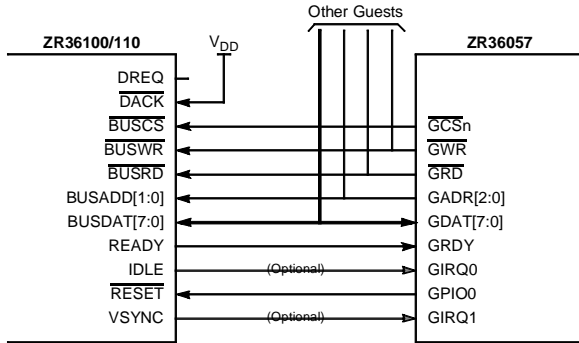 Other Guests
ZR36100/110
VDD
ZR36057
DREQ
DACK
BUSCS
GCSn
BUSWR
GWR
BUSRD
GRD
BUSADD[1:0]
GADR[2:0]
BUSDAT[7:0]
GDAT[7:0]
READY
GRDY
IDLE
(Optional)
GIRQ0
RESET
GPIO0
VSYNC
(Optional)
GIRQ1